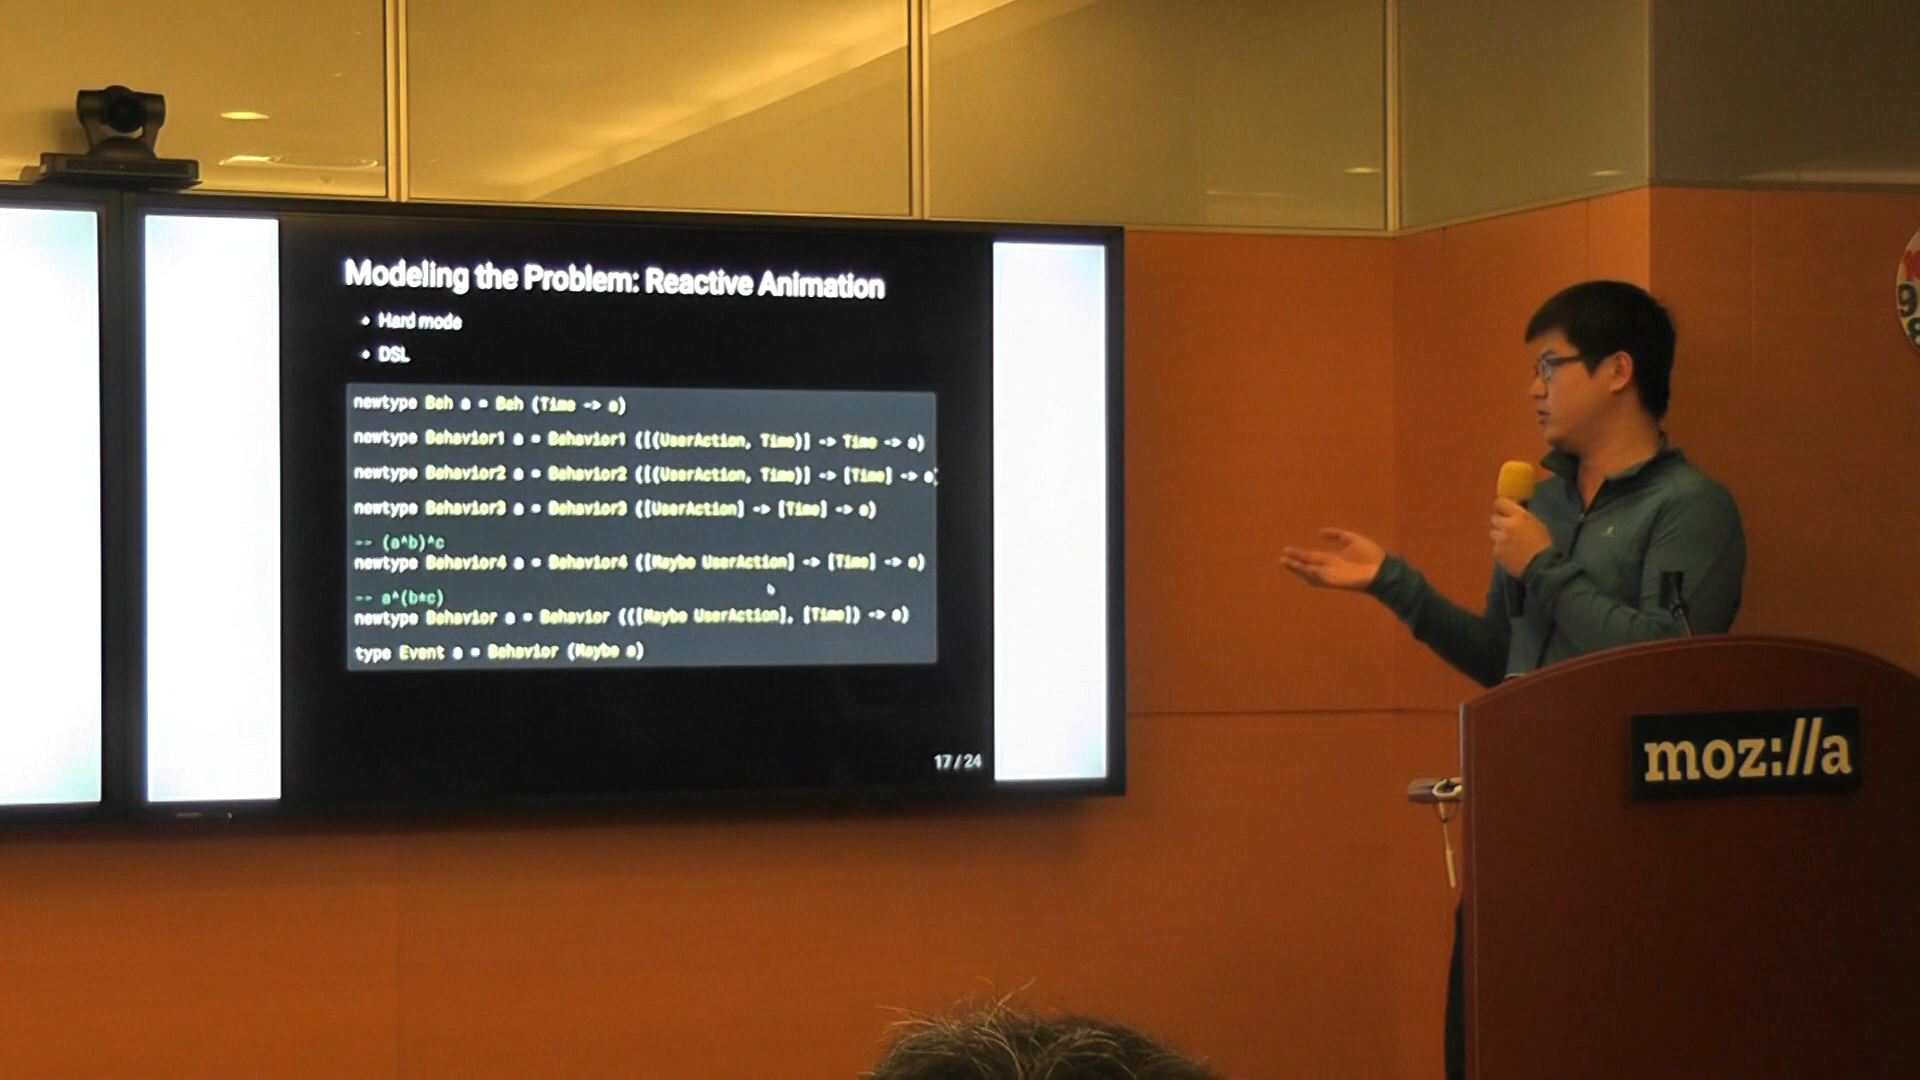 Modeling the Problem: Reactive Animation
• Hard mode
• DSL
newtype Beh a = Beh (Time -> a)
newtype Behavior1 a = Behavior1 ([(UserAction, Time)] -> Time -> a)
newtype Behavior2 a = Behavior2 ([(UserAction, Time)] -> [Time] -> a)
newtype Behavior3 a = Behavior3 ([UserAction] -> [Time] -> a)
-- (a^b)^c
newtype Behavior4 a = Behavior4 ([Maybe UserAction] -> [Time] -> a)
-- a^(b*c)
newtype Behavior a = Behavior (([Maybe UserAction], [Time]) -> a)
type Event a = Behavior (Maybe a)
17 / 24
moz://a